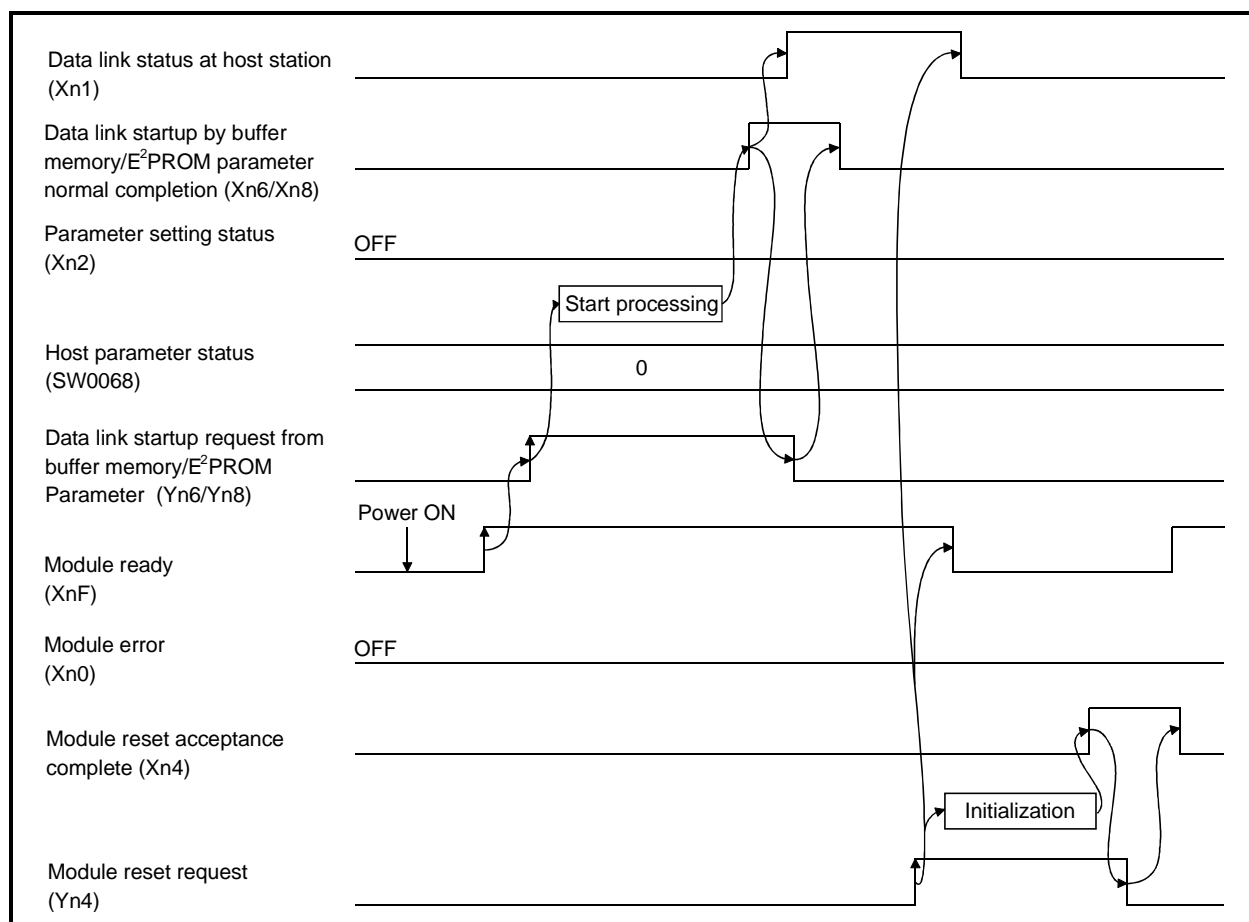 Data link status at host station
(Xn1)
Data link startup by buffer
memory/E²PROM parameter
normal completion (Xn6/Xn8)
Parameter setting status
(Xn2)
OFF
Start processing
Host parameter status
(SW0068)
0
Data link startup request from
buffer memory/E²PROM
Parameter (Yn6/Yn8)
Power ON
Module ready
(XnF)
Module error
(Xn0)
OFF
Module reset acceptance
complete (Xn4)
Initialization
Module reset request
(Yn4)